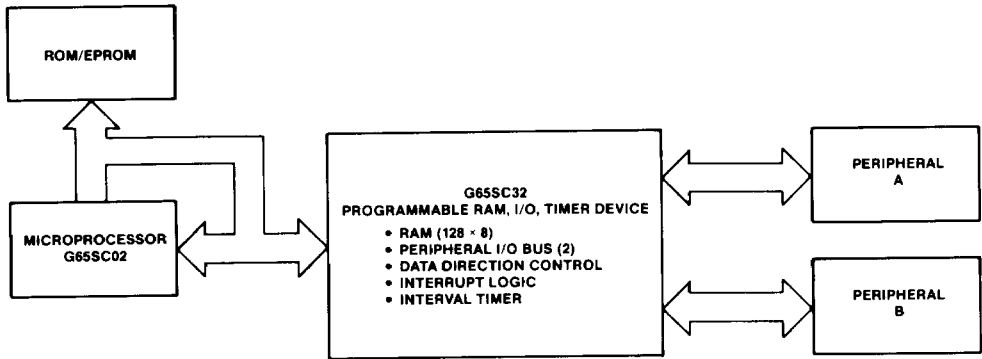 ROM/EPROM
MICROPROCESSOR
G65SC02
G65SC32
PROGRAMMABLE RAM, I/O, TIMER DEVICE
• RAM (128 × 8)
• PERIPHERAL I/O BUS (2)
• DATA DIRECTION CONTROL
• INTERRUPT LOGIC
• INTERVAL TIMER
PERIPHERAL
A
PERIPHERAL
B